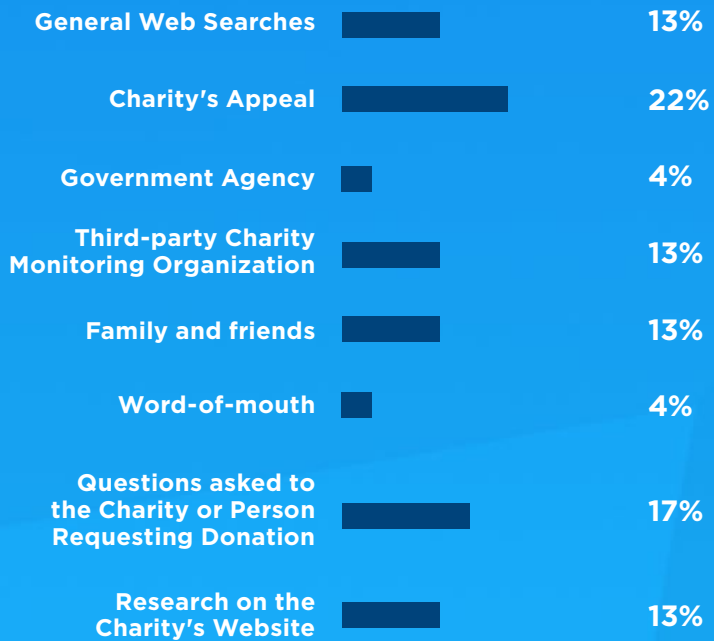 General Web Searches 13%
Charity's Appeal 22%
Government Agency 4%
Third-party Charity
Monitoring Organization 13%
Family and friends 13%
Word-of-mouth 4%
Questions asked to
the Charity or Person 17%
Requesting Donation
Research on the
Charity's Website 13%